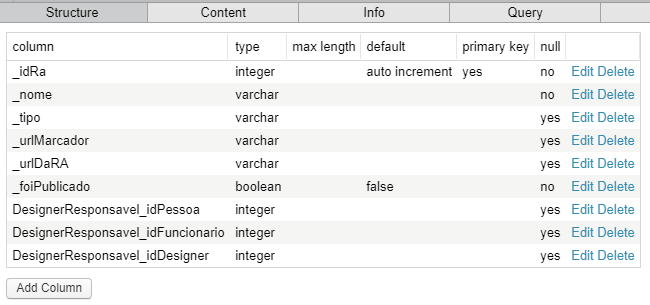 Structure Content Info Query
column type max length default primary key null
_idRa integer auto increment yes no Edit Delete
_nome varchar no Edit Delete
_tipo varchar yes Edit Delete
_urlMarcador varchar yes Edit Delete
_urlDaRA varchar yes Edit Delete
_foiPublicado boolean false no Edit Delete
DesignerResponsavel_idPessoa integer yes Edit Delete
DesignerResponsavel_idFuncionario integer yes Edit Delete
DesignerResponsavel_idDesigner integer yes Edit Delete
Add Column